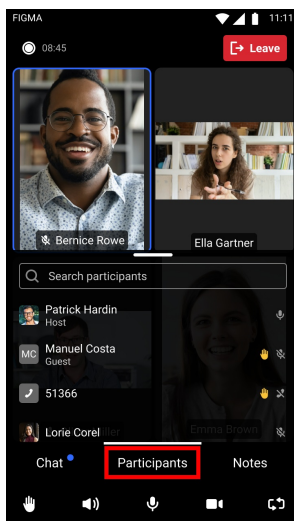 FIGMA 11:11
08:45 Leave
Bernice Rowe
Ella Gartner
Search participants
Patrick Hardin
Host
MC Manuel Costa
Guest
51366
Lorie Corel
Emma Brown
Chat Participants Notes